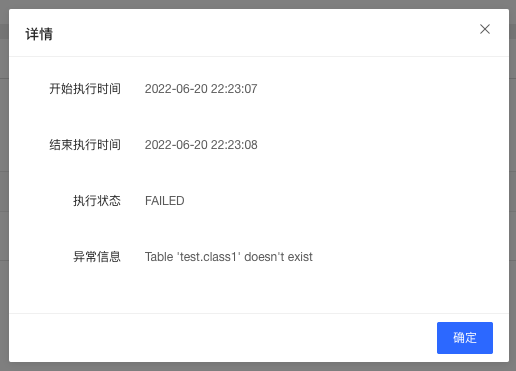 详情
开始执行时间 2022-06-20 22:23:07
结束执行时间 2022-06-20 22:23:08
执行状态 FAILED
异常信息 Table 'test.class1' doesn't exist
确定